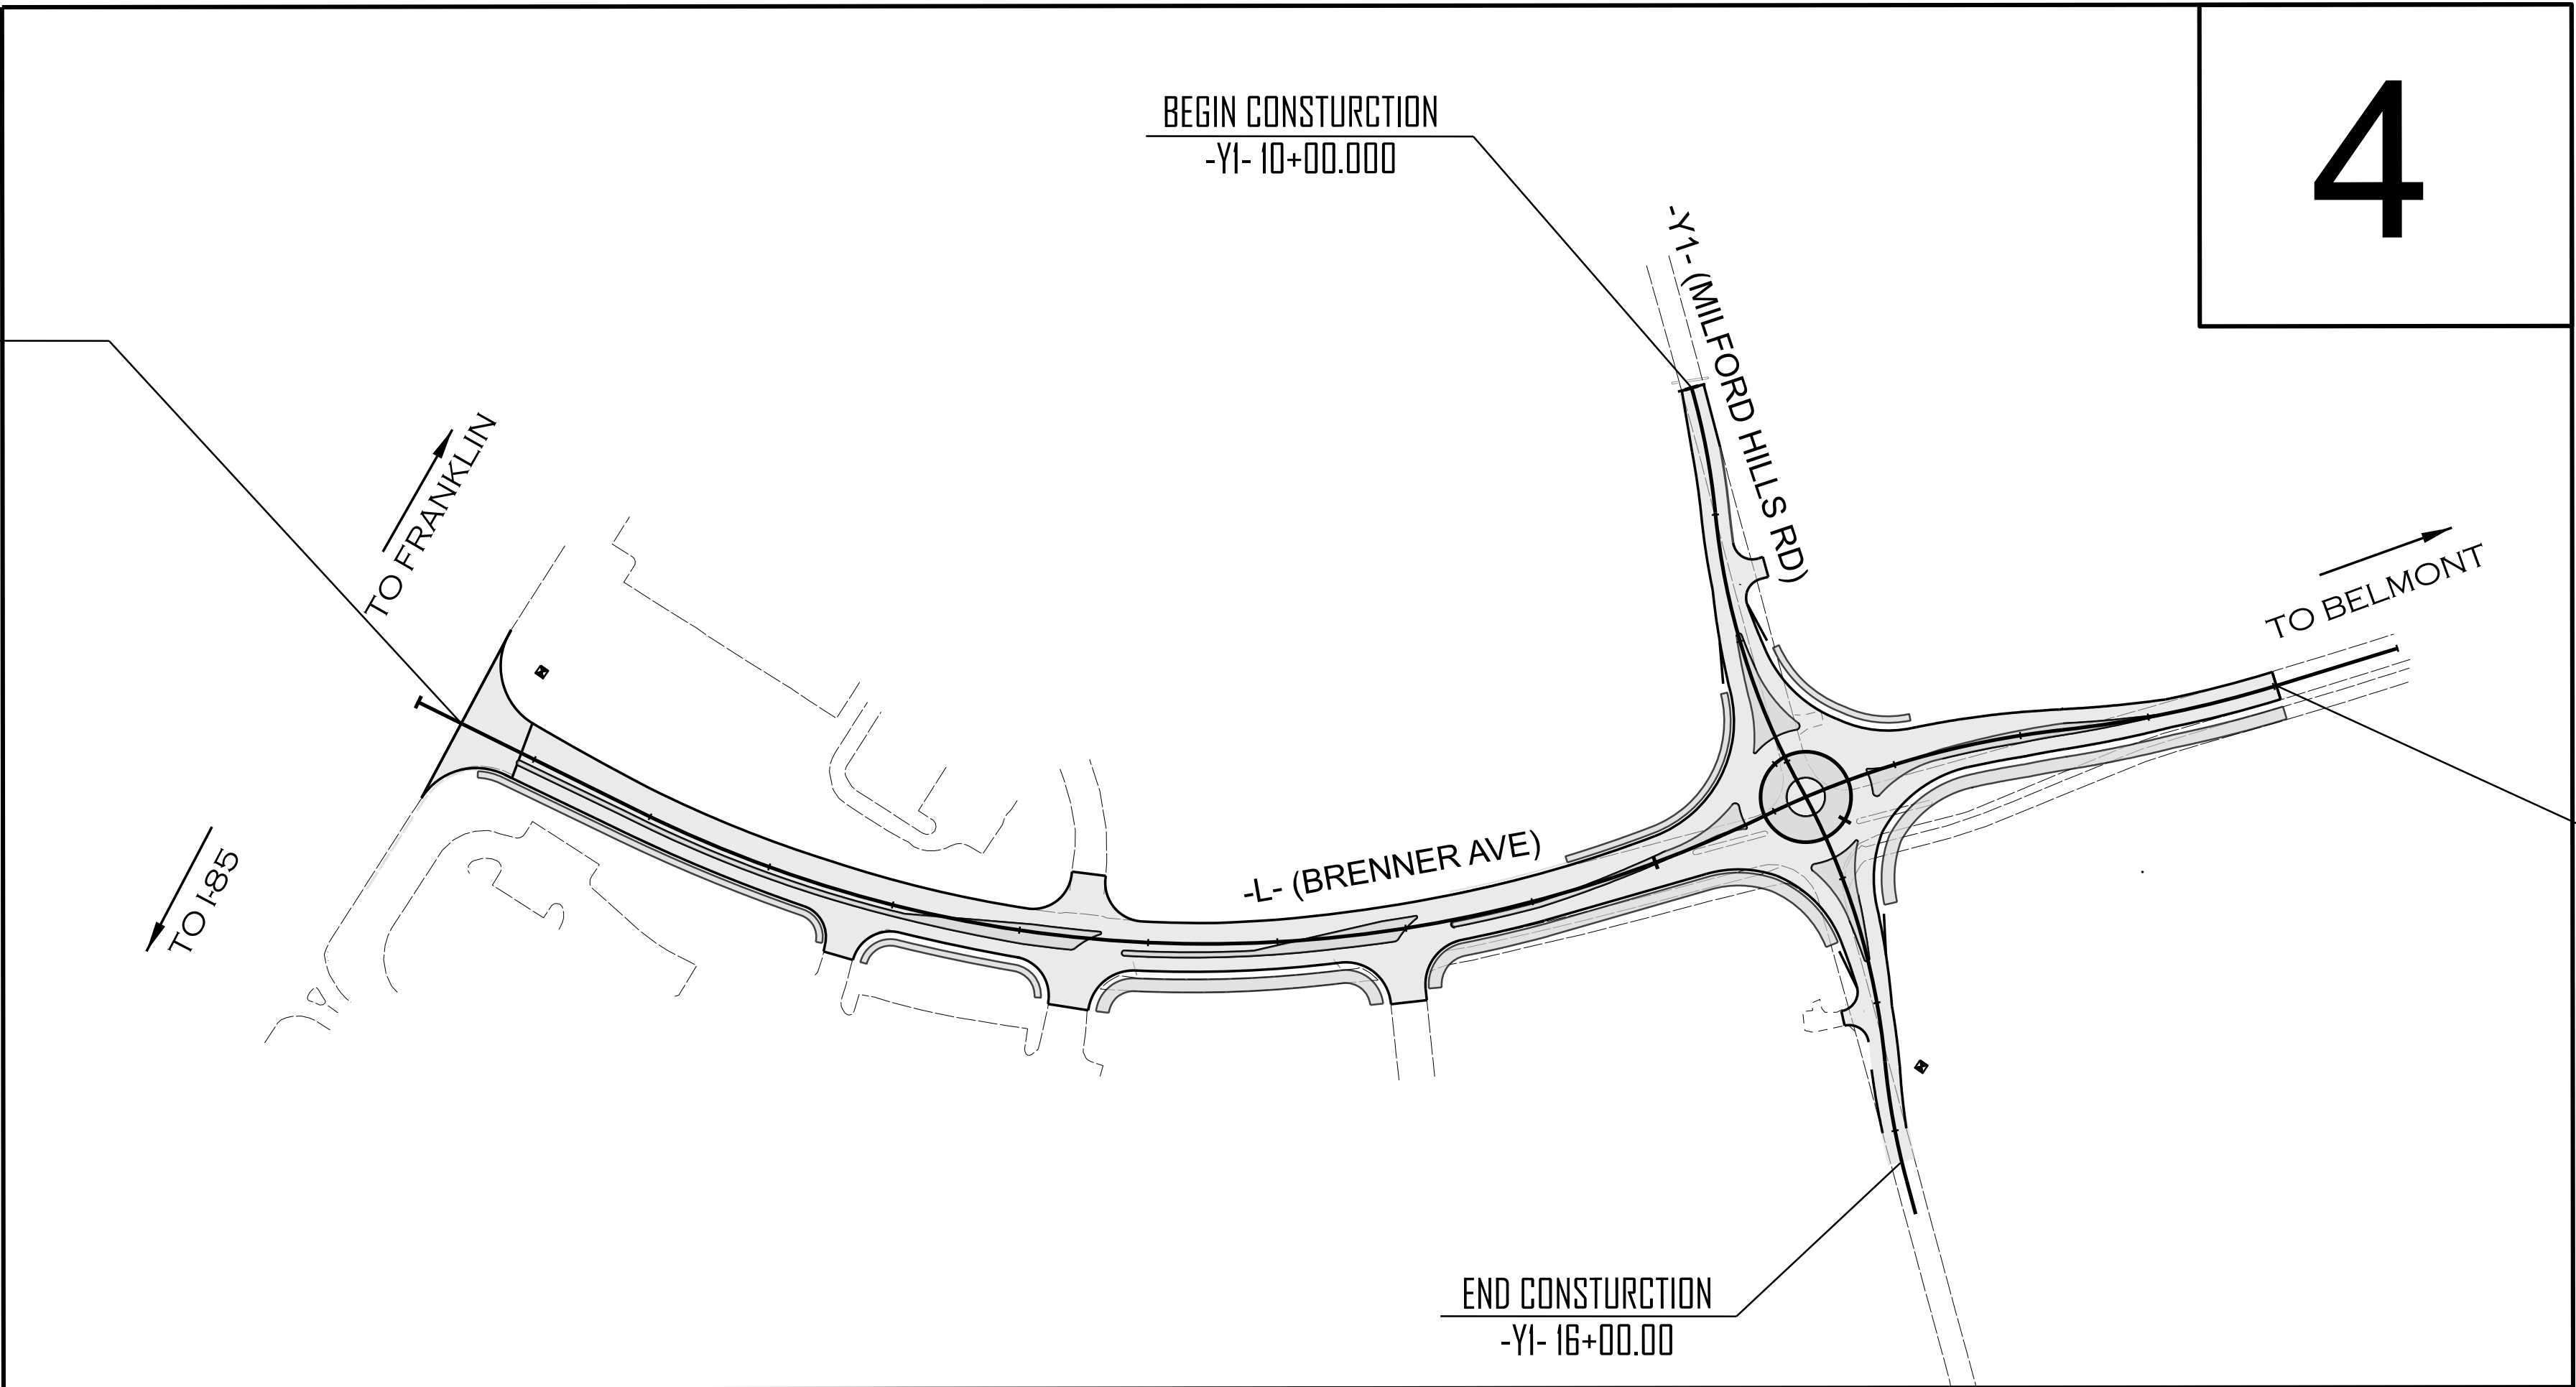 4
BEGIN CONSTURCTION
-Y1- 10+00.000
-Y1- (MILFORD HILLS RD)
TO FRANKLIN
TO BELMONT
-L- (BRENNER AVE)
TO I-85
END CONSTURCTION
-Y1- 16+00.00